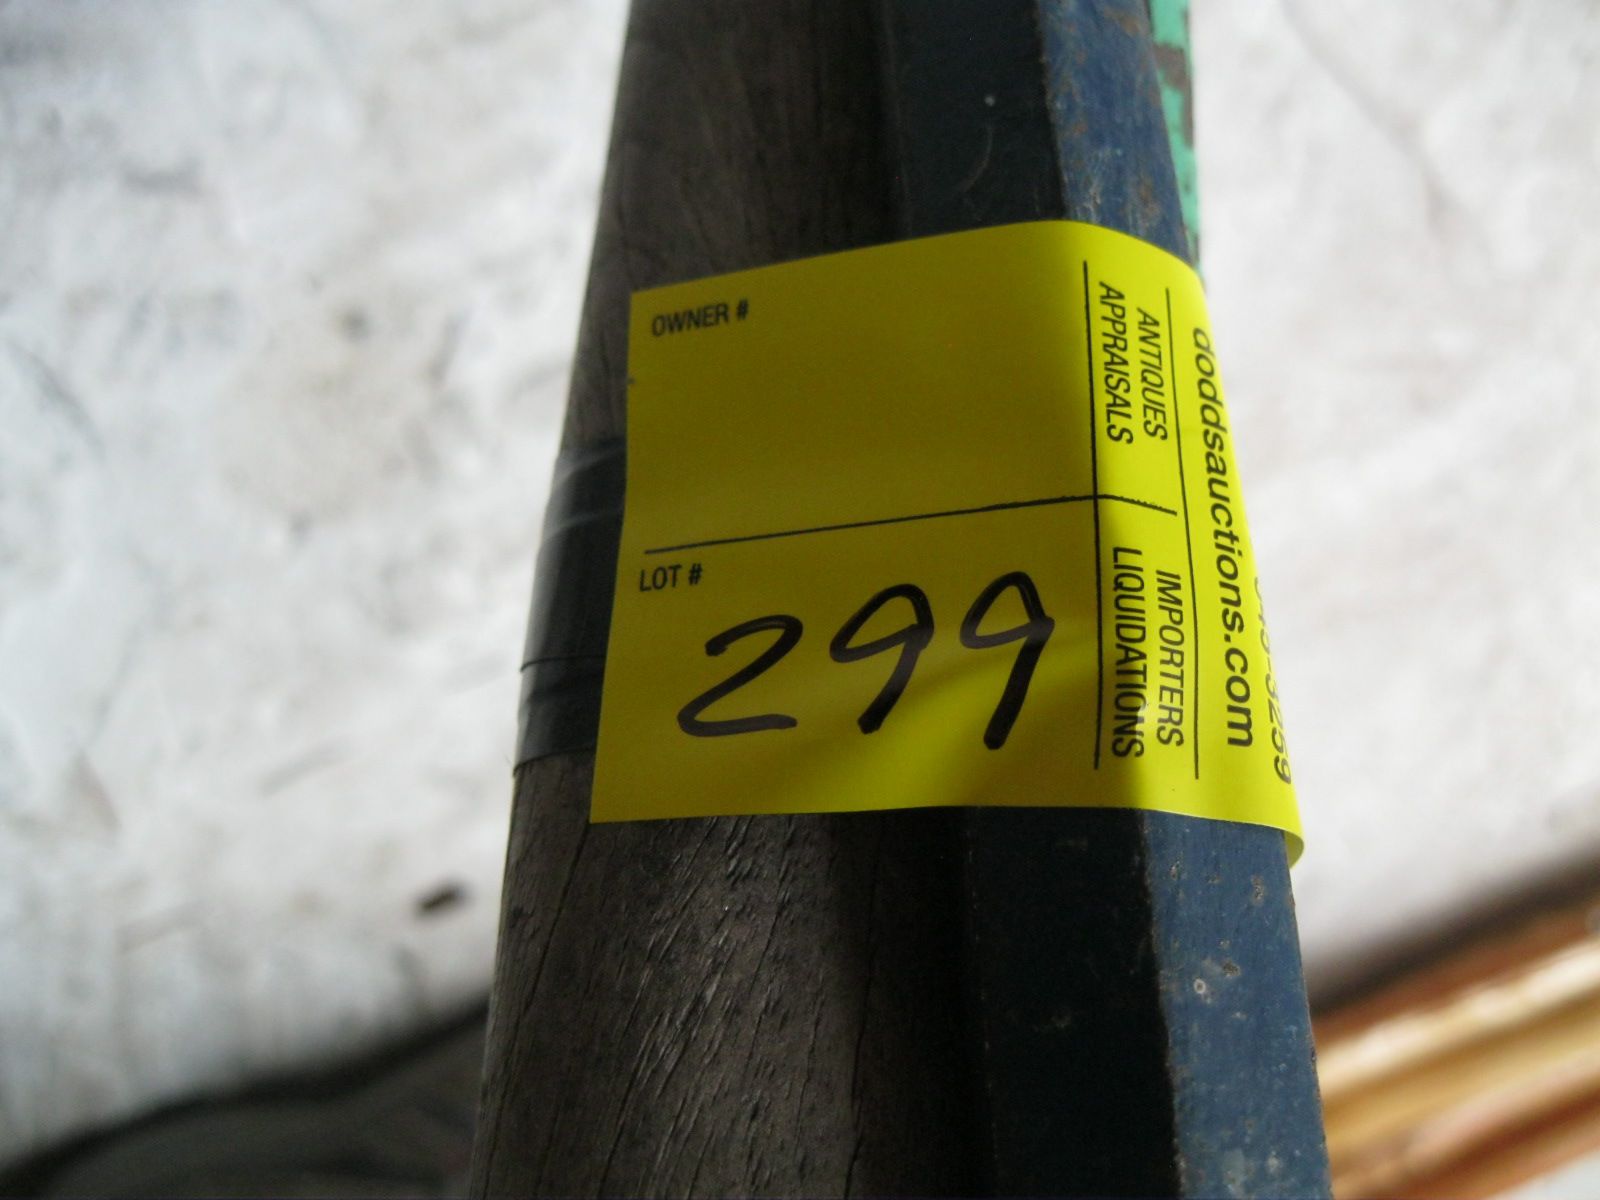 OWNER #
LOT #
299
ANTIQUES
APPRAISALS
IMPORTERS
LIQUIDATIONS
doddsauctions.com